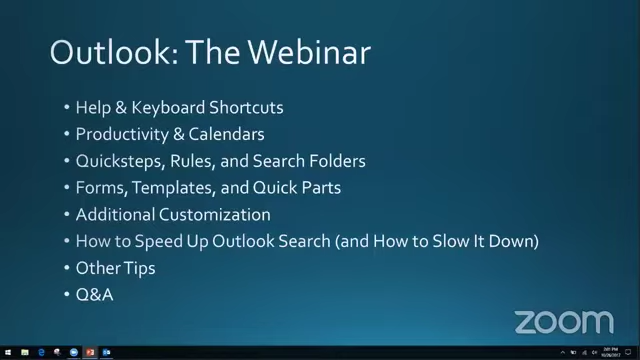 Outlook: The Webinar
• Help & Keyboard Shortcuts
• Productivity & Calendars
• Quicksteps, Rules, and Search Folders
• Forms, Templates, and Quick Parts
• Additional Customization
• How to Speed Up Outlook Search (and How to Slow It Down)
• Other Tips
• Q&A
zoom